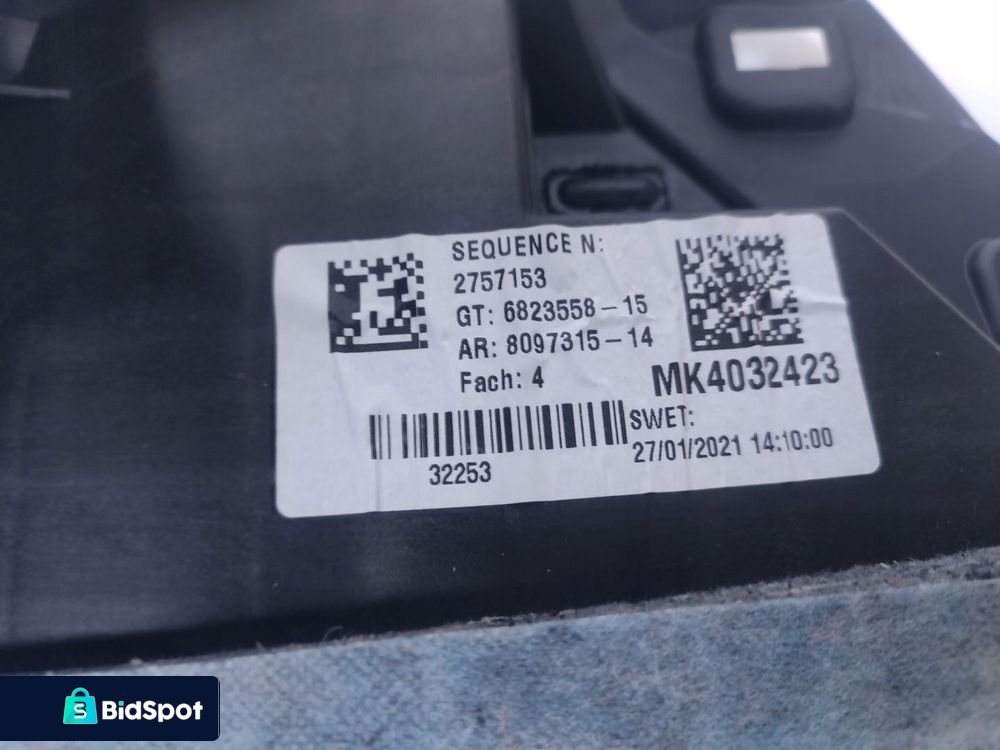 SEQUENCE N:
2757153
GT: 6823558-15
AR: 8097315-14
Fach: 4
MK4032423
32253
SWET:
27/01/2021 14:10:00
BidSpot